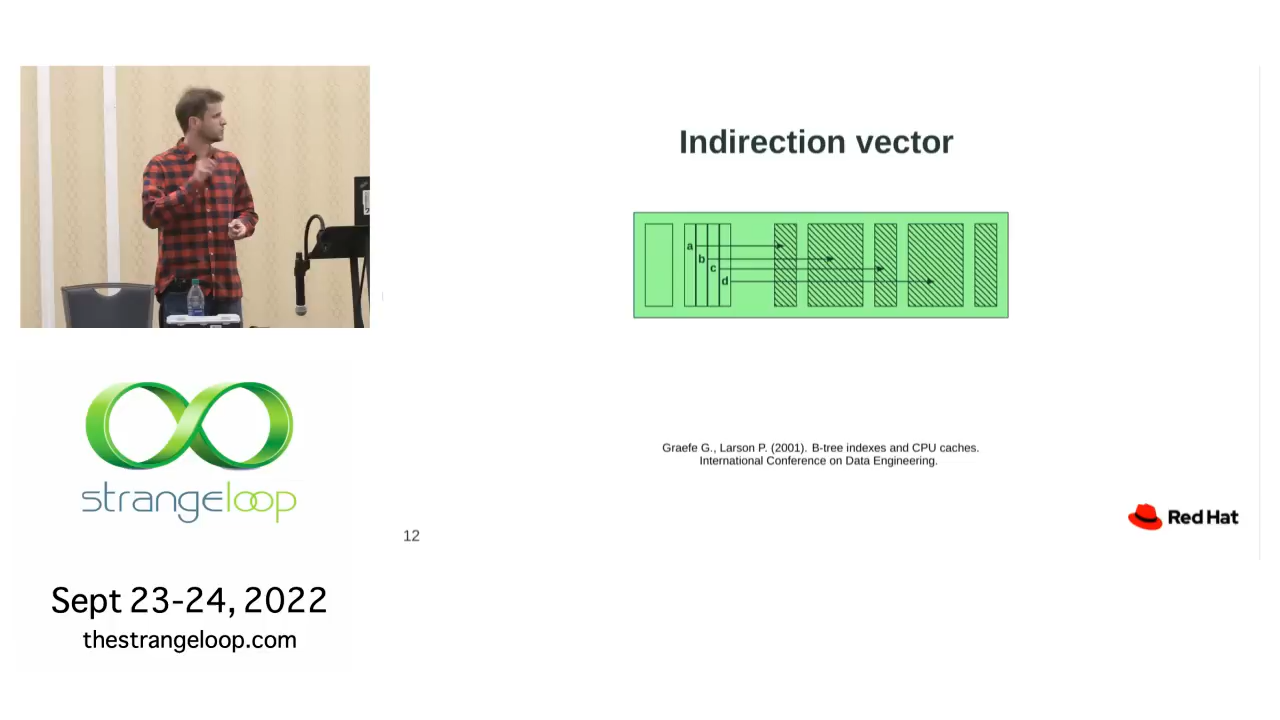 Indirection vector
a
b
c
d
Graefe G., Larson P. (2001). B-tree indexes and CPU caches.
International Conference on Data Engineering.
12
Red Hat
strangeloop
Sept 23-24, 2022
thestrangeloop.com